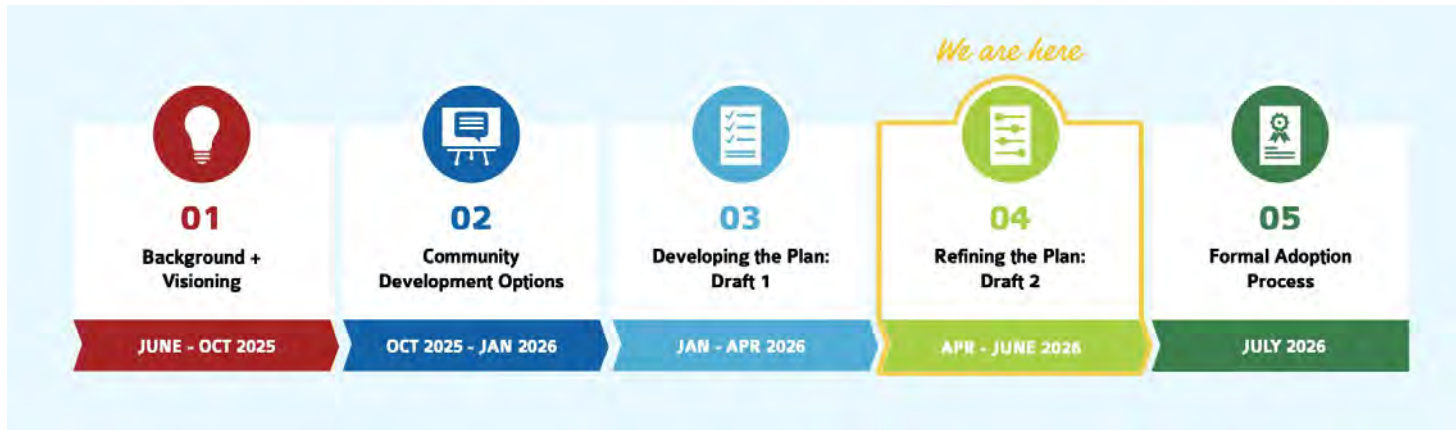 We are here
01
Background +
Visioning
JUNE - OCT 2025
02
Community
Development Options
OCT 2025 - JAN 2026
03
Developing the Plan:
Draft 1
JAN - APR 2026
04
Refining the Plan:
Draft 2
APR - JUNE 2026
05
Formal Adoption
Process
JULY 2026